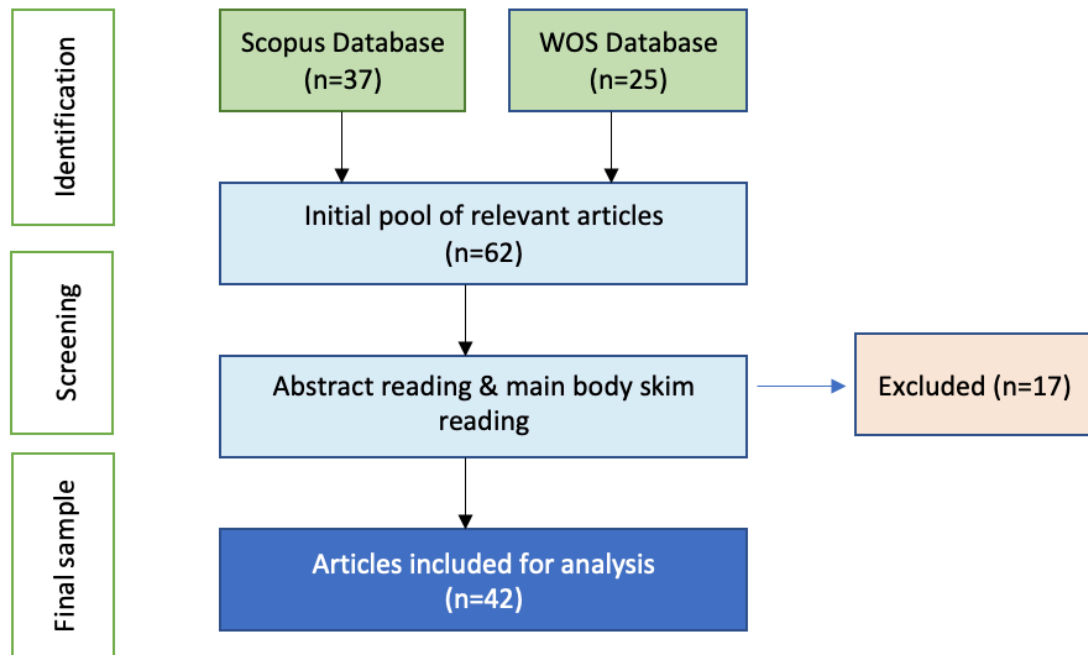 Identification
Scopus Database
(n=37)
WOS Database
(n=25)
Initial pool of relevant articles
(n=62)
Screening
Abstract reading & main body skim
reading
Excluded (n=17)
Final sample
Articles included for analysis
(n=42)